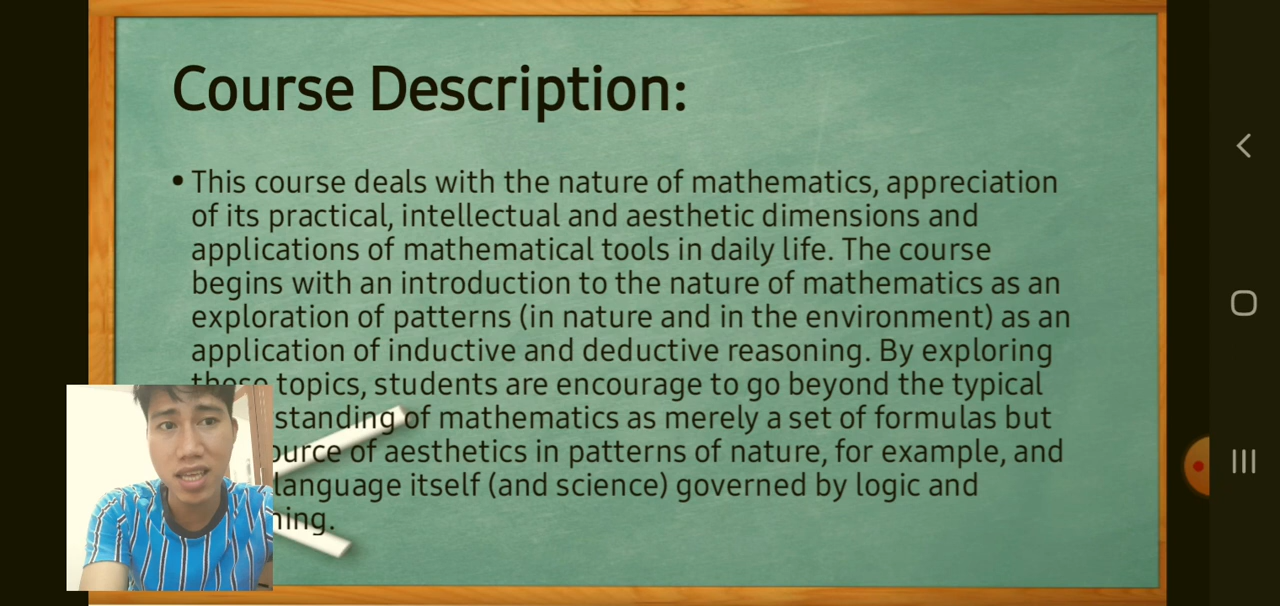 Course Description:
• This course deals with the nature of mathematics, appreciation
of its practical, intellectual and aesthetic dimensions and
applications of mathematical tools in daily life. The course
begins with an introduction to the nature of mathematics as an
exploration of patterns (in nature and in the environment) as an
application of inductive and deductive reasoning. By exploring
these topics, students are encourage to go beyond the typical
standing of mathematics as merely a set of formulas but
ource of aesthetics in patterns of nature, for example, and
language itself (and science) governed by logic and
ning.